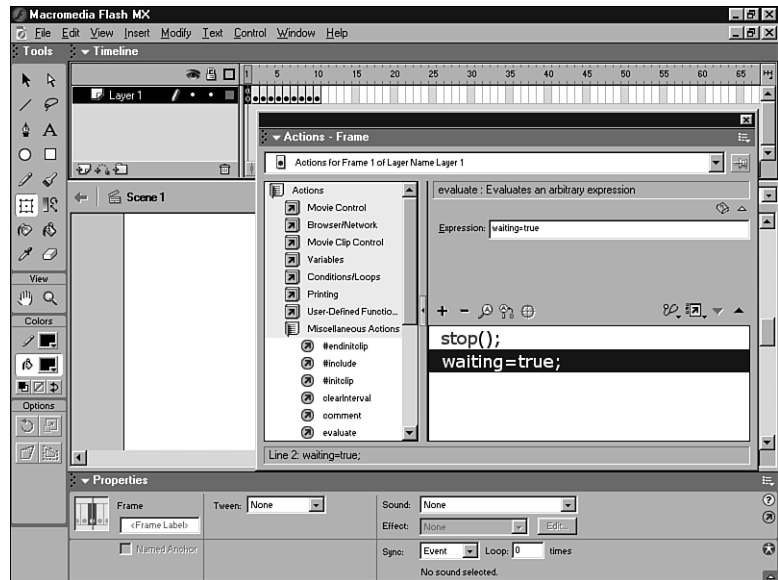 Macromedia Flash MX
File Edit View Insert Modify Text Control Window Help
Tools
Timeline
1 5 10 15 20 25 30 35 40 45 50 55 60 65
Layer 1
Actions - Frame
Actions for Frame 1 of Layer Name Layer 1
Scene 1
Actions
Movie Control
Browser/Network
Movie Clip Control
Variables
Conditions/Loops
Printing
User-Defined Functio...
Miscellaneous Actions
#endinitclip
#include
#initclip
clearInterval
comment
evaluate
evaluate : Evaluates an arbitrary expression
Expression: waiting=true
stop();
waiting=true;
Line 2: waiting=true;
View
Colors
Options
Properties
Frame
<Frame Label>
Named Anchor
Tween: None
Sound: None
Effect: None Edit...
Sync: Event Loop: 0 times
No sound selected.